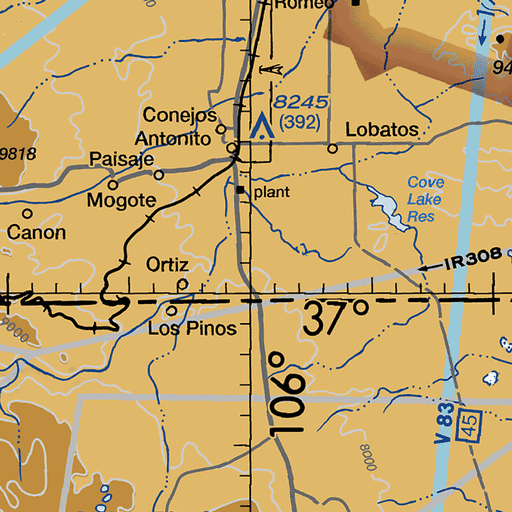 Romeo
94
8245
(392)
Conejos
Antonito
Lobatos
9818
Paisaje
plant
Mogote
Cove
Lake
Res
Canon
IR308
Ortiz
9000
Los Pinos
37°
106°
V 83
45
8000